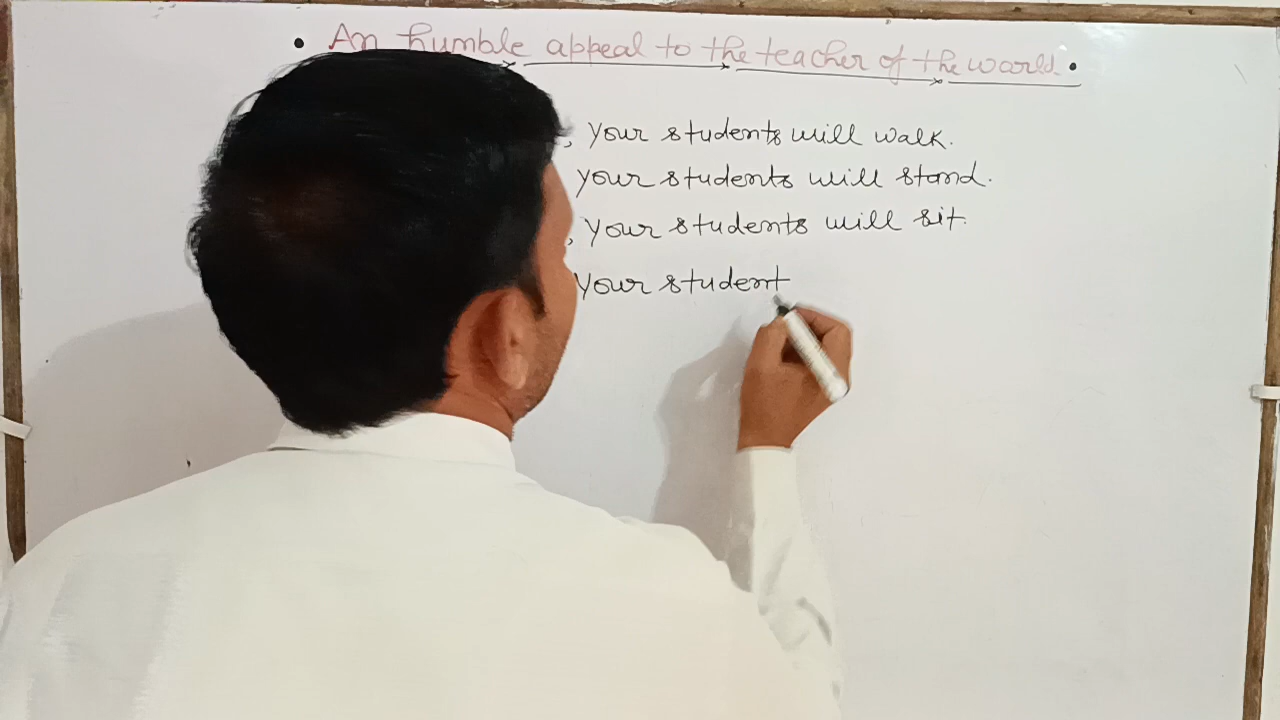 • An humble appeal to the teacher of the world. •
, your students will walk.
your students will stand.
, your students will sit.
your student